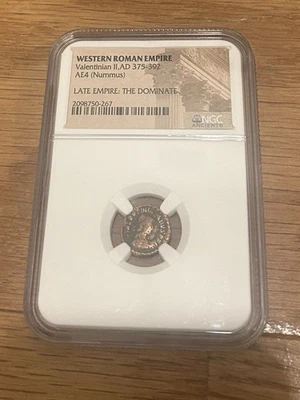 WESTERN ROMAN EMPIRE
Valentinian II, AD 375-392
AE4 (Nummus)
LATE EMPIRE: THE DOMINATE
2098750-267
NGC
ANCIENTS